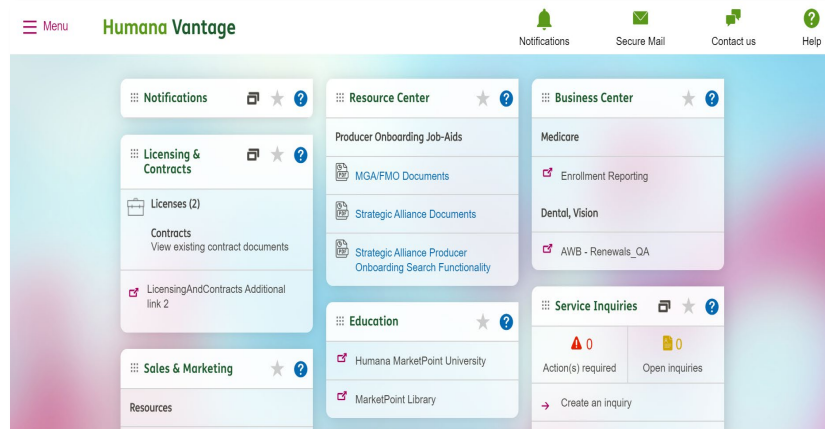 Menu
Humana Vantage
Notifications
Secure Mail
Contact us
Help
Notifications
Licensing &
Contracts
Licenses (2)
Contracts
View existing contract documents
LicensingAndContracts Additional
link 2
Sales & Marketing
Resources
Resource Center
Producer Onboarding Job-Aids
PDF
MGA/FMO Documents
PDF
Strategic Alliance Documents
PDF
Strategic Alliance Producer
Onboarding Search Functionality
Education
Humana MarketPoint University
MarketPoint Library
Business Center
Medicare
Enrollment Reporting
Dental, Vision
AWB - Renewals_QA
Service Inquiries
0
Action(s) required
0
Open inquiries
Create an inquiry